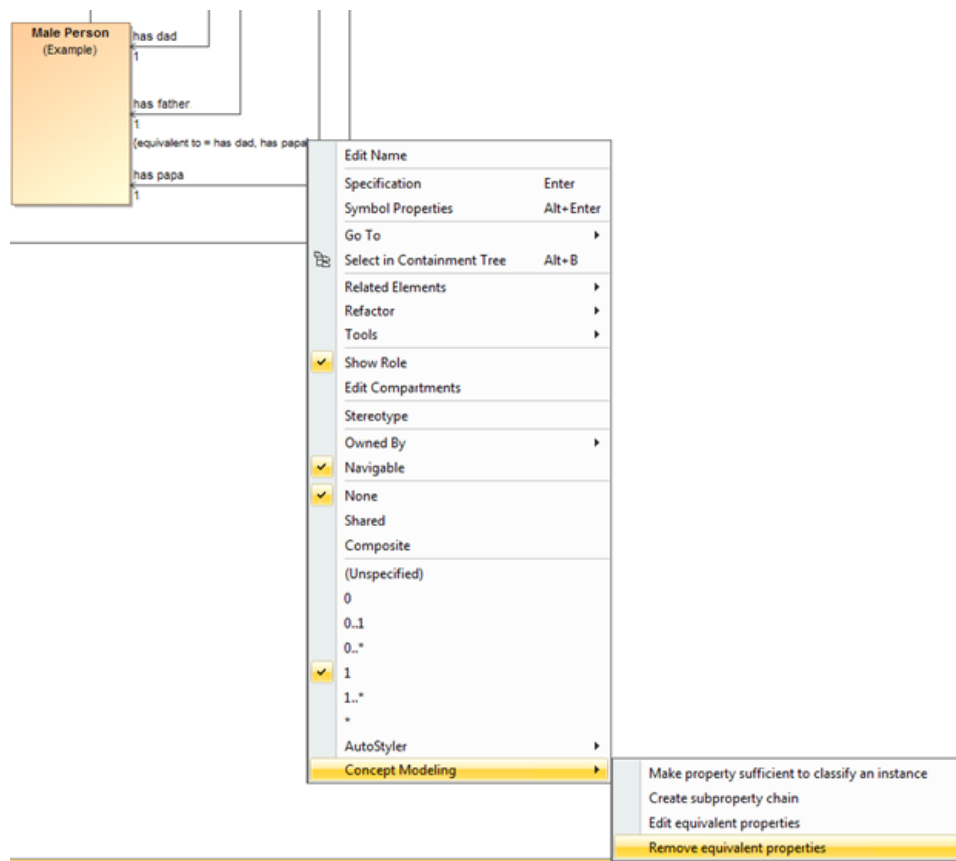 Male Person
(Example)
has dad
1
has father
1
{equivalent to = has dad, has papa}
has papa
1
Edit Name
Specification Enter
Symbol Properties Alt+Enter
Go To
Select in Containment Tree Alt+B
Related Elements
Refactor
Tools
Show Role
Edit Compartments
Stereotype
Owned By
Navigable
None
Shared
Composite
(Unspecified)
0
0..1
0..*
1
1..*
*
AutoStyler
Concept Modeling
Make property sufficient to classify an instance
Create subproperty chain
Edit equivalent properties
Remove equivalent properties